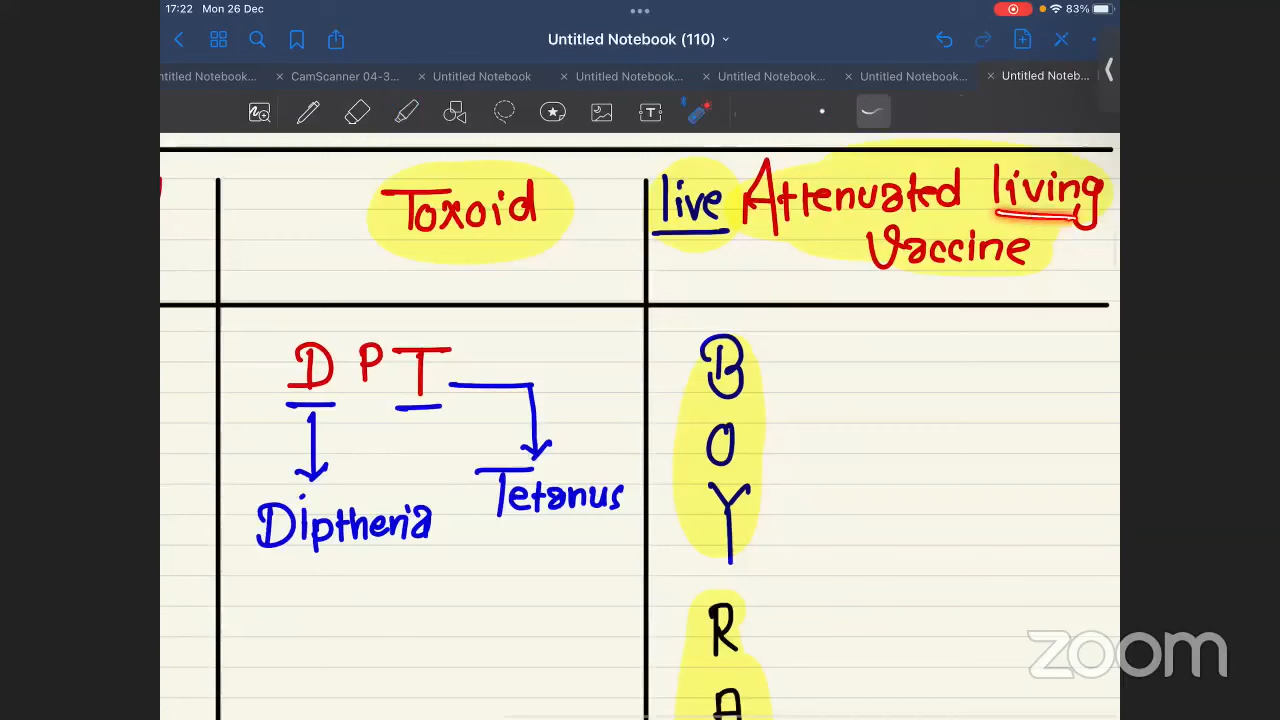 17:22 Mon 26 Dec
83%
Untitled Notebook (110)
ntitled Notebook...
CamScanner 04-3...
Untitled Notebook
Untitled Notebook...
Untitled Notebook...
Untitled Notebook...
Untitled Noteb...
Toxoid
live Attenuated living
Vaccine
D P T
Diptheria
Tetanus
B
O
Y
R
A
zoom